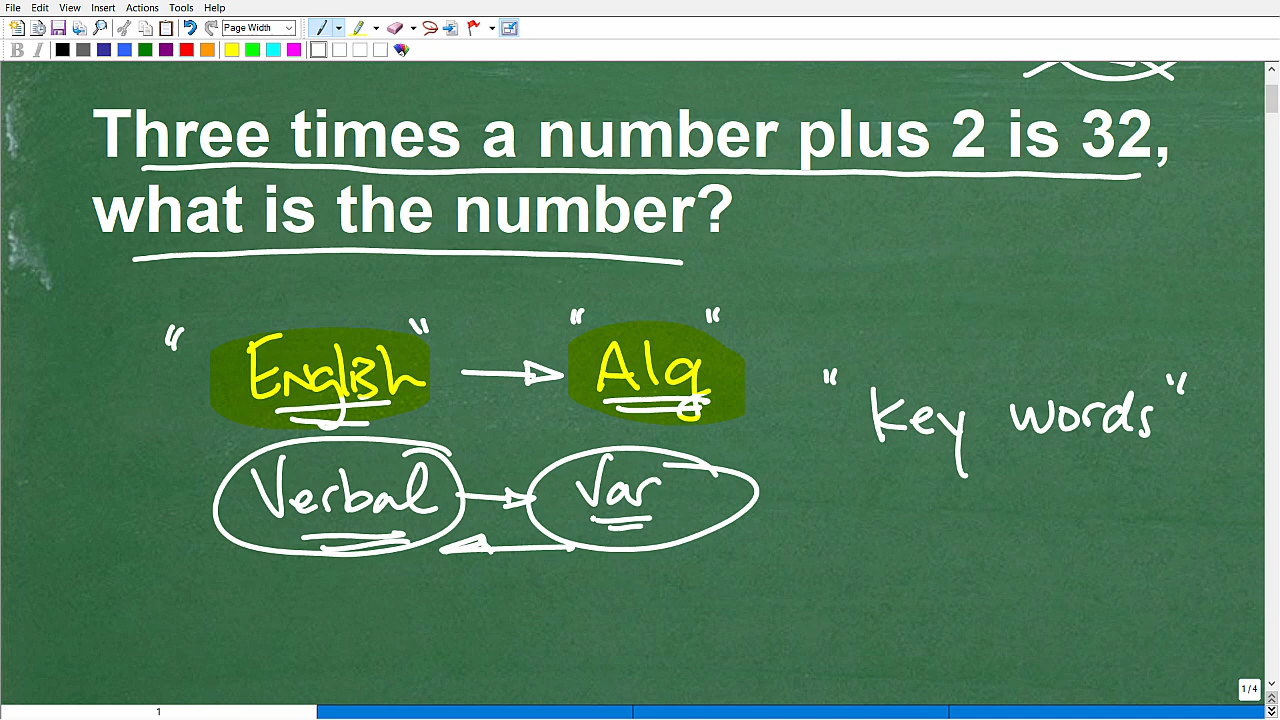 File Edit View Insert Actions Tools Help
Page Width
B I
Three times a number plus 2 is 32,
what is the number?
" English " → " Alg "
" Key words "
Verbal → Var
1/4
1